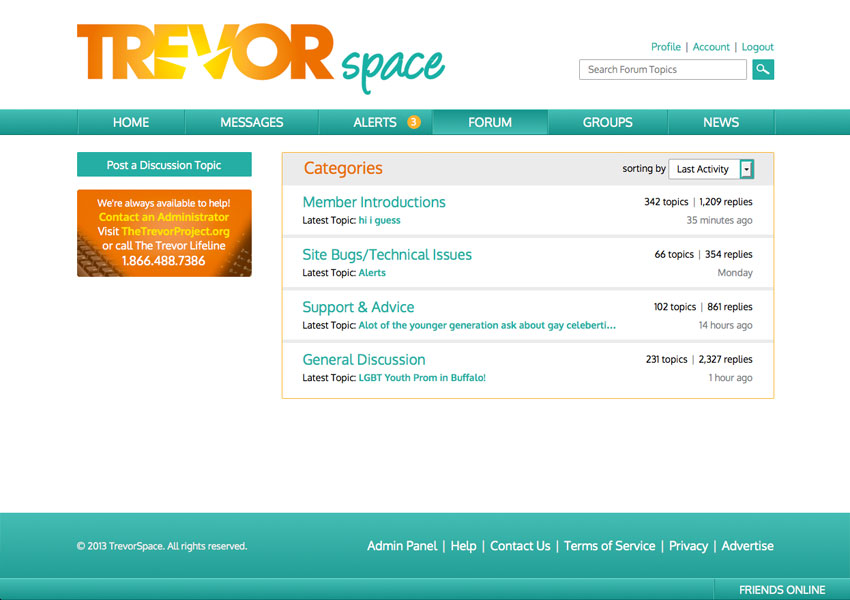 TREVOR space
Profile | Account | Logout
Search Forum Topics
HOME MESSAGES ALERTS 3 FORUM GROUPS NEWS
Post a Discussion Topic
We're always available to help!
Contact an Administrator
Visit TheTrevorProject.org
or call The Trevor Lifeline
1.866.488.7386
Categories sorting by Last Activity
Member Introductions 342 topics | 1,209 replies
Latest Topic: hi i guess 35 minutes ago
Site Bugs/Technical Issues 66 topics | 354 replies
Latest Topic: Alerts Monday
Support & Advice 102 topics | 861 replies
Latest Topic: Alot of the younger generation ask about gay celeberti... 14 hours ago
General Discussion 231 topics | 2,327 replies
Latest Topic: LGBT Youth Prom in Buffalo! 1 hour ago
© 2013 TrevorSpace. All rights reserved. Admin Panel | Help | Contact Us | Terms of Service | Privacy | Advertise
FRIENDS ONLINE